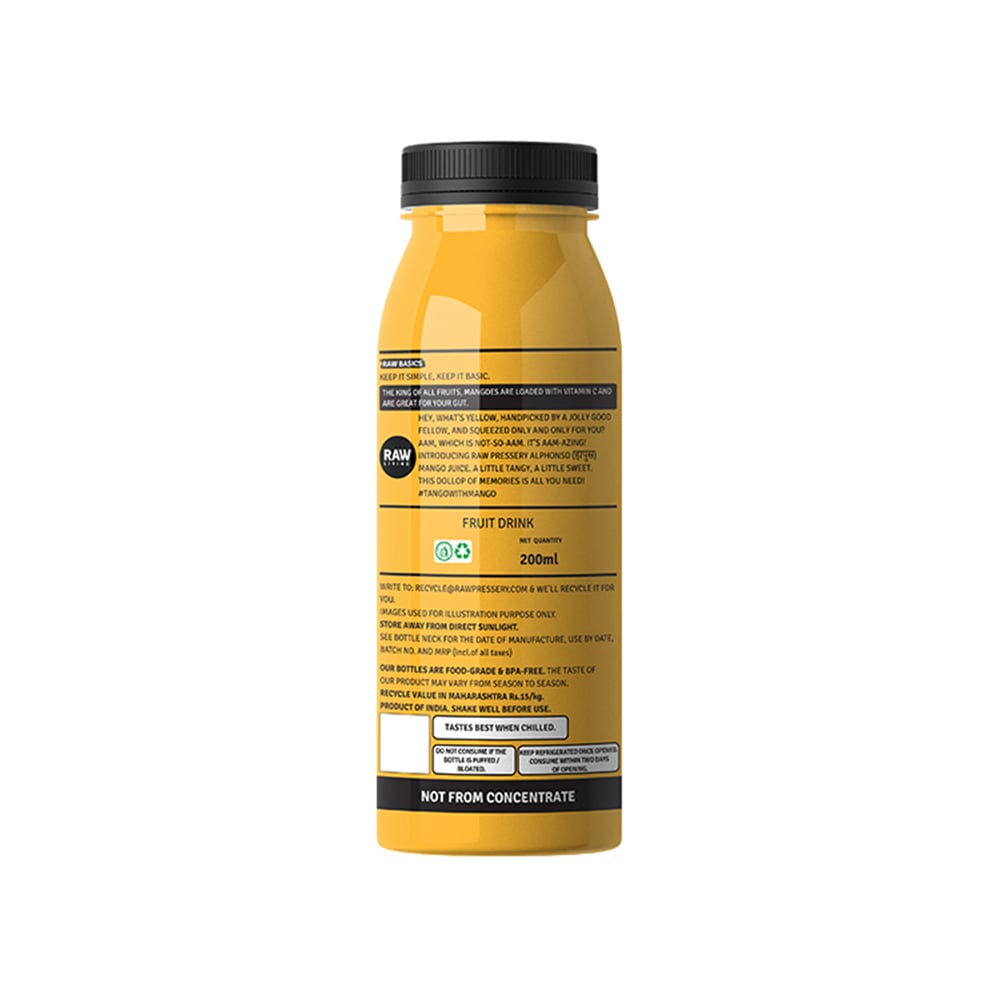 RAW BASICS
KEEP IT SIMPLE, KEEP IT BASIC.
THE KING OF ALL FRUITS, MANGOES ARE LOADED WITH VITAMIN C AND
ARE GREAT FOR YOUR GUT.
HEY, WHAT'S YELLOW, HANDPICKED BY A JOLLY GOOD
FELLOW, AND SQUEEZED ONLY AND ONLY FOR YOU?
AAM, WHICH IS NOT-SO-AAM. IT'S AAM-AZING!
INTRODUCING RAW PRESSERY ALPHONSO (हापुस)
MANGO JUICE. A LITTLE TANGY, A LITTLE SWEET.
THIS DOLLOP OF MEMORIES IS ALL YOU NEED!
#TANGOWITHMANGO
RAW
LIVING
FRUIT DRINK
NET QUANTITY
200ml
WRITE TO: RECYCLE@RAWPRESSERY.COM & WE'LL RECYCLE IT FOR
YOU.
IMAGES USED FOR ILLUSTRATION PURPOSE ONLY.
STORE AWAY FROM DIRECT SUNLIGHT.
SEE BOTTLE NECK FOR THE DATE OF MANUFACTURE, USE BY DATE,
BATCH NO. AND MRP (incl.of all taxes)
OUR BOTTLES ARE FOOD-GRADE & BPA-FREE. THE TASTE OF
OUR PRODUCT MAY VARY FROM SEASON TO SEASON.
RECYCLE VALUE IN MAHARASHTRA Rs.15/kg.
PRODUCT OF INDIA. SHAKE WELL BEFORE USE.
TASTES BEST WHEN CHILLED.
DO NOT CONSUME IF THE
BOTTLE IS PUFFED /
BLOATED.
KEEP REFRIGERATED ONCE OPENED.
CONSUME WITHIN TWO DAYS
OF OPENING.
NOT FROM CONCENTRATE